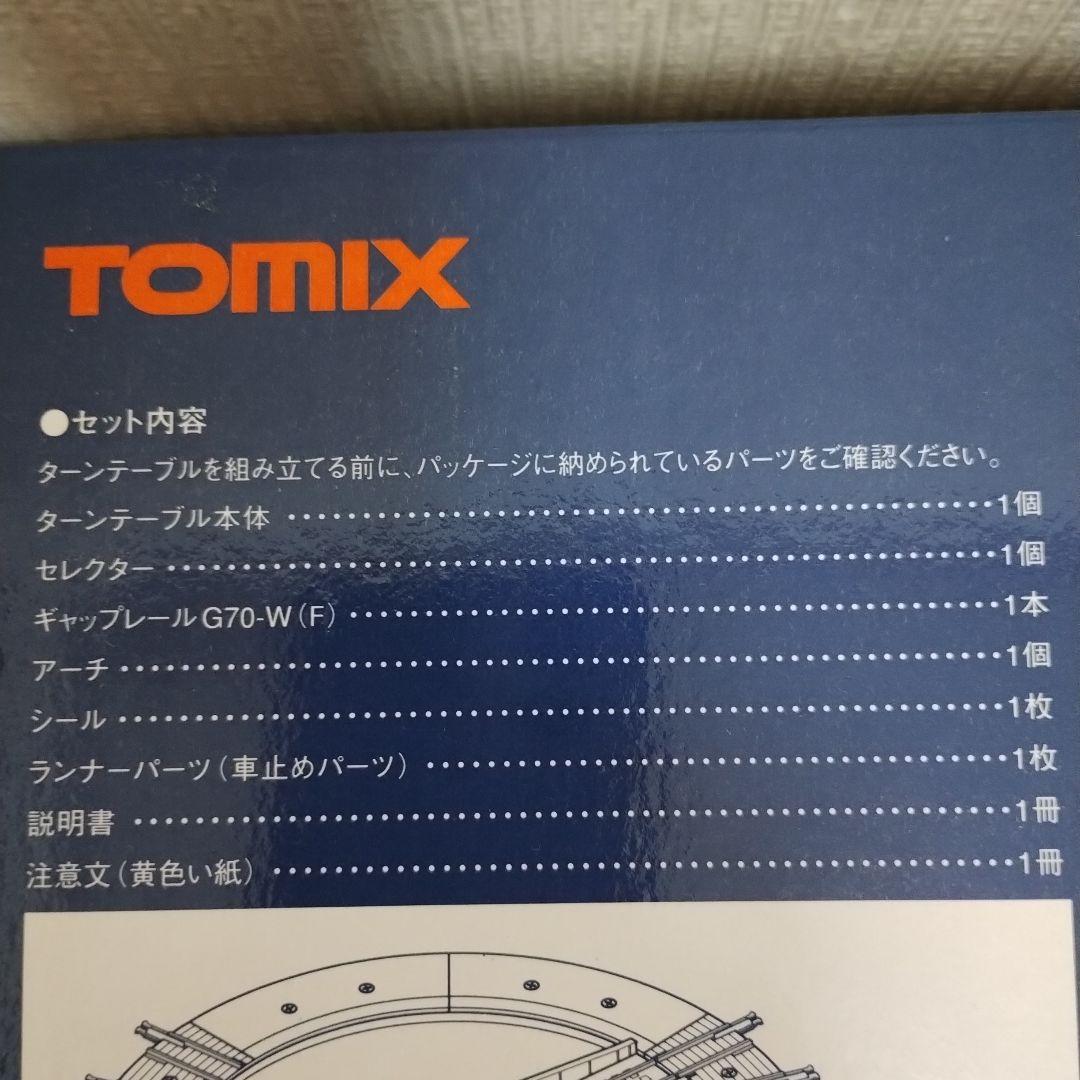 TOMIX
●セット内容
ターンテーブルを組み立てる前に、パッケージに納められているパーツをご確認ください。
ターンテーブル本体 ・・・・・・・・・・・・・・・・・・・・ 1個
セレクター ・・・・・・・・・・・・・・・・・・・・ 1個
ギャップレールG70-W(F) ・・・・・・・・・・・・・・・・・・・・ 1本
アーチ ・・・・・・・・・・・・・・・・・・・・ 1個
シール ・・・・・・・・・・・・・・・・・・・・ 1枚
ランナーパーツ(車止めパーツ) ・・・・・・・・・・・・・・・・・・・・ 1枚
説明書 ・・・・・・・・・・・・・・・・・・・・ 1冊
注意文(黄色い紙) ・・・・・・・・・・・・・・・・・・・・ 1冊